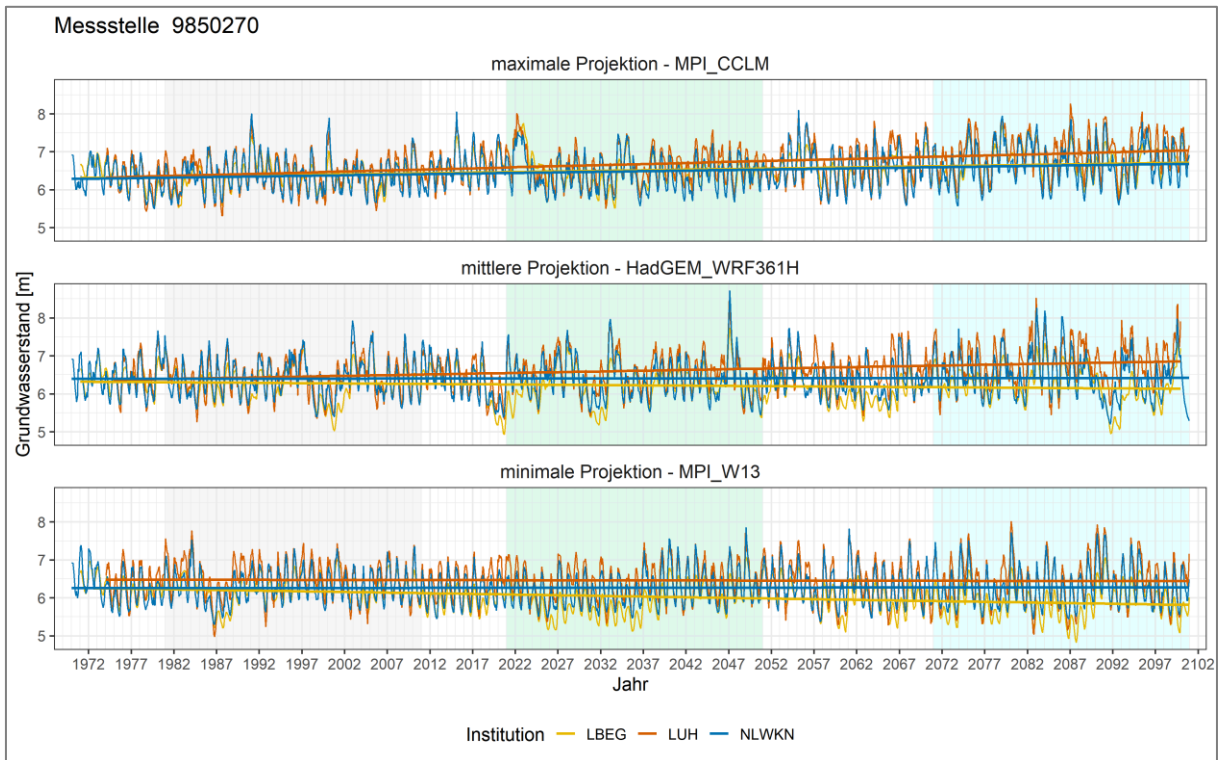 Messstelle 9850270
maximale Projektion - MPI_CCLM
8
7
6
5
mittlere Projektion - HadGEM_WRF361H
Grundwasserstand [m]
8
7
6
5
minimale Projektion - MPI_W13
8
7
6
5
1972 1977 1982 1987 1992 1997 2002 2007 2012 2017 2022 2027 2032 2037 2042 2047 2052 2057 2062 2067 2072 2077 2082 2087 2092 2097 2102
Jahr
Institution LBEG LUH NLWKN